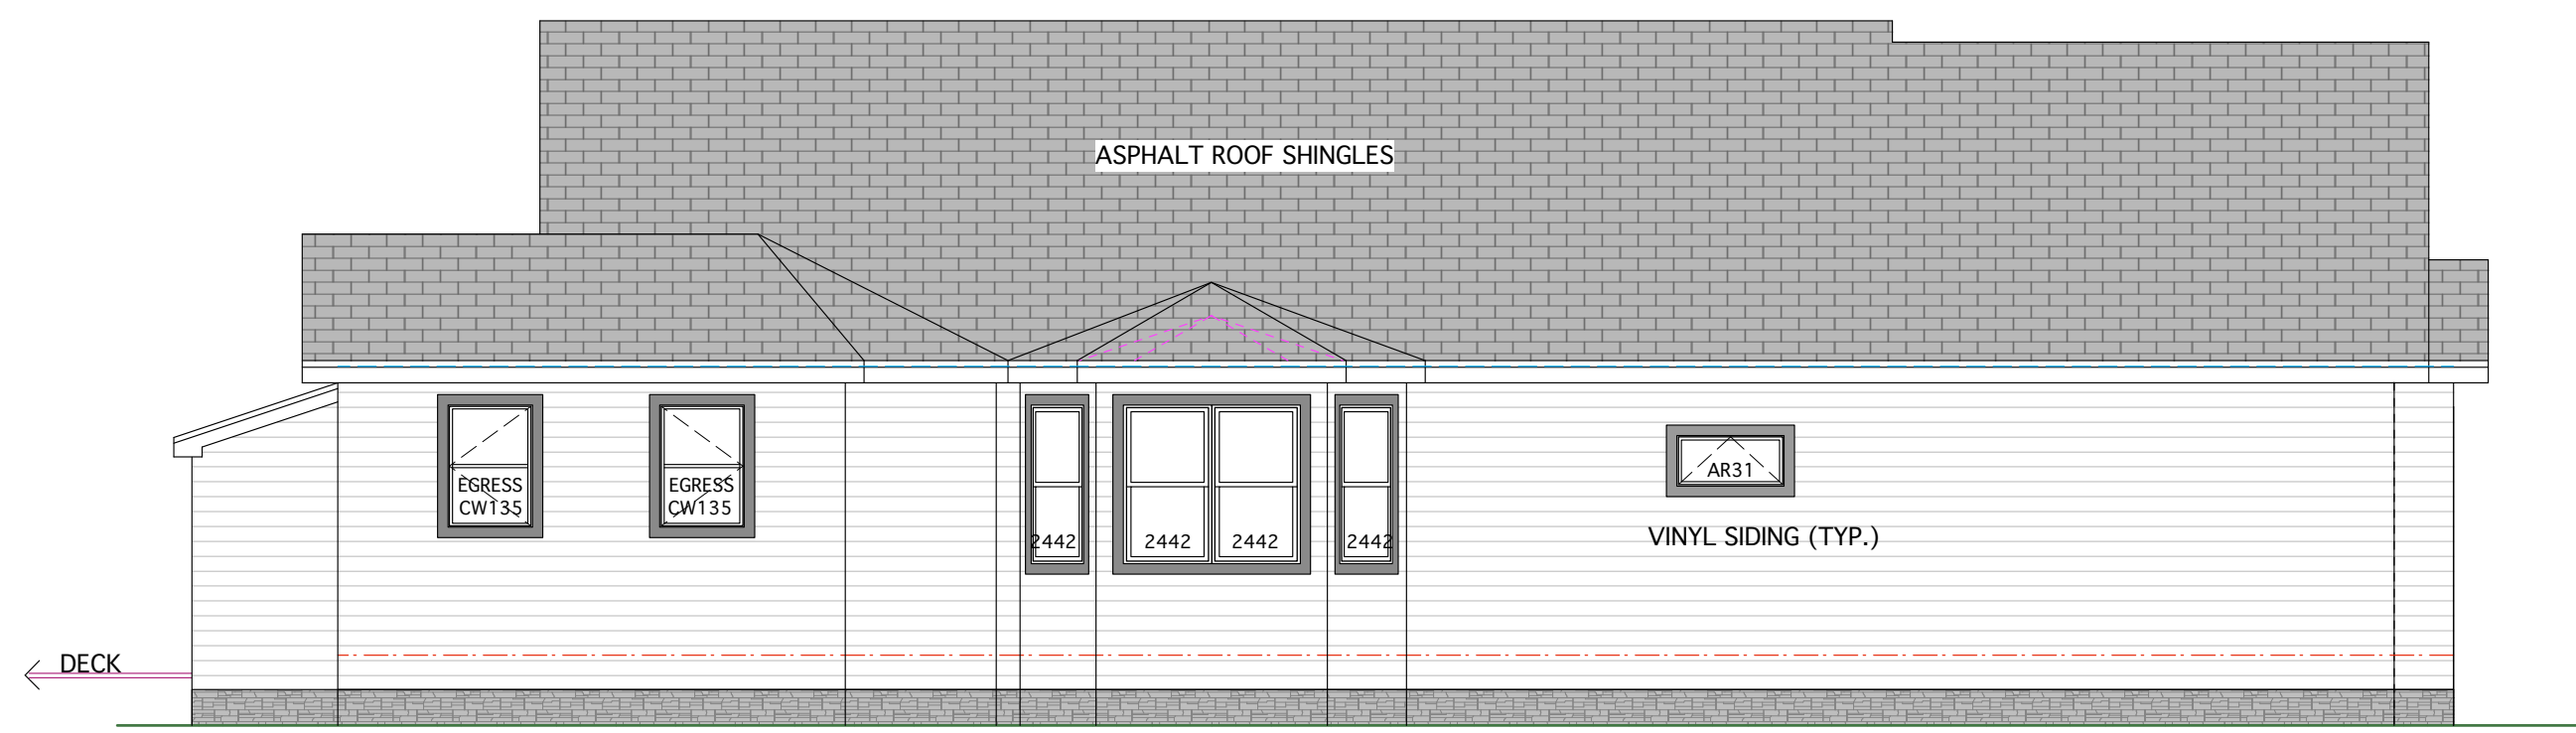 ASPHALT ROOF SHINGLES
EGRESS
CW135
EGRESS
CW135
2442
2442
2442
2442
AR31
VINYL SIDING (TYP.)
DECK